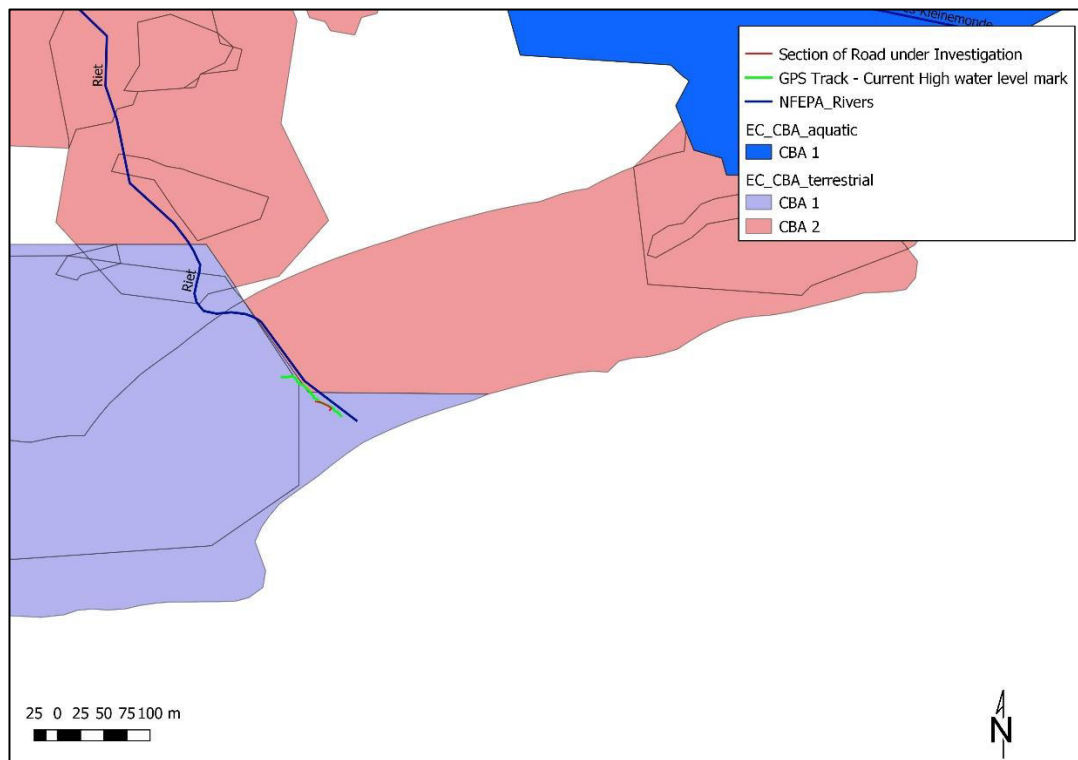 Kleinemonde
Riet
Section of Road under Investigation
GPS Track - Current High water level mark
NFEPA_Rivers
EC_CBA_aquatic
CBA 1
EC_CBA_terrestrial
CBA 1
CBA 2
Riet
25 0 25 50 75 100 m
N